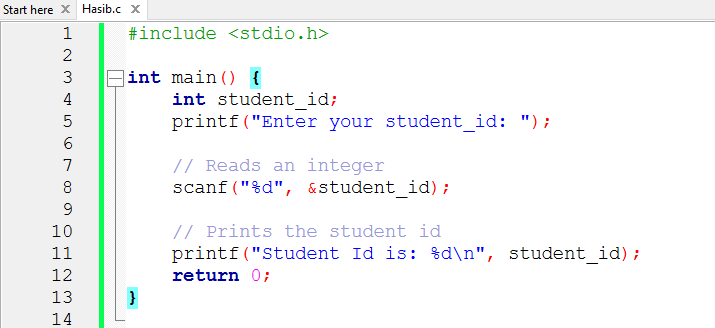 Start here X Hasib.c X
1 #include <stdio.h>
2
3 int main() {
4     int student_id;
5     printf("Enter your student_id: ");
6
7     // Reads an integer
8     scanf("%d", &student_id);
9
10     // Prints the student id
11     printf("Student Id is: %d\n", student_id);
12     return 0;
13 }
14